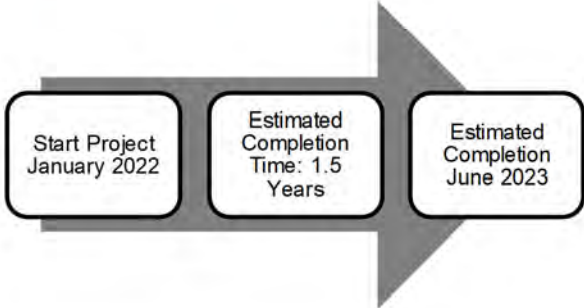 Start Project
January 2022
Estimated
Completion
Time: 1.5
Years
Estimated
Completion
June 2023